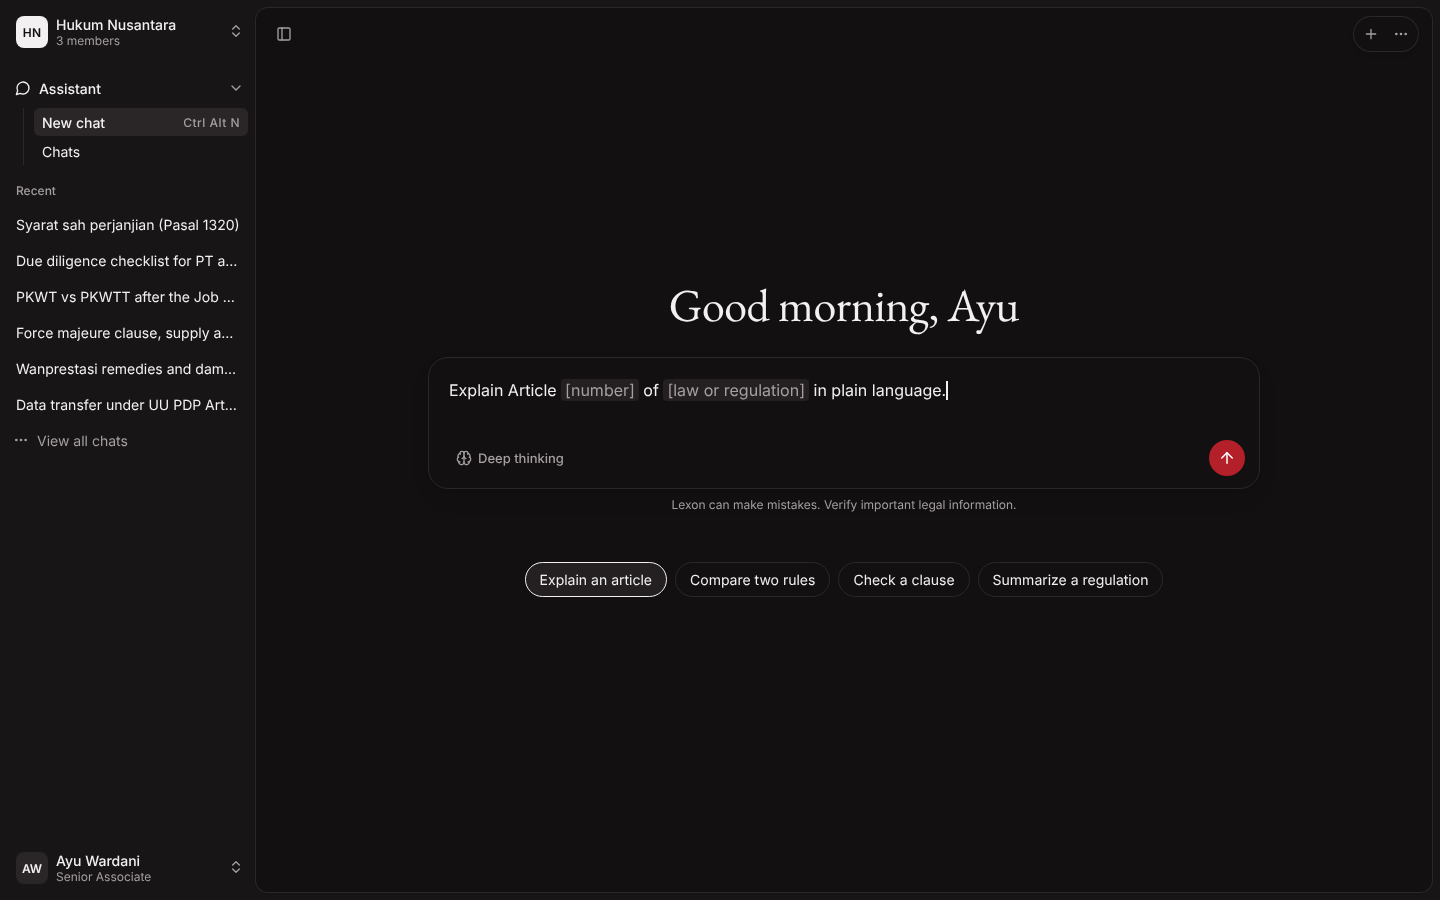 HN
Hukum Nusantara
3 members
Assistant
New chat Ctrl Alt N
Chats
Recent
Syarat sah perjanjian (Pasal 1320)
Due diligence checklist for PT a...
PKWT vs PKWTT after the Job ...
Force majeure clause, supply a...
Wanprestasi remedies and dam...
Data transfer under UU PDP Art...
View all chats
AW
Ayu Wardani
Senior Associate
Good morning, Ayu
Explain Article [number] of [law or regulation] in plain language.
Deep thinking
Lexon can make mistakes. Verify important legal information.
Explain an article Compare two rules Check a clause Summarize a regulation